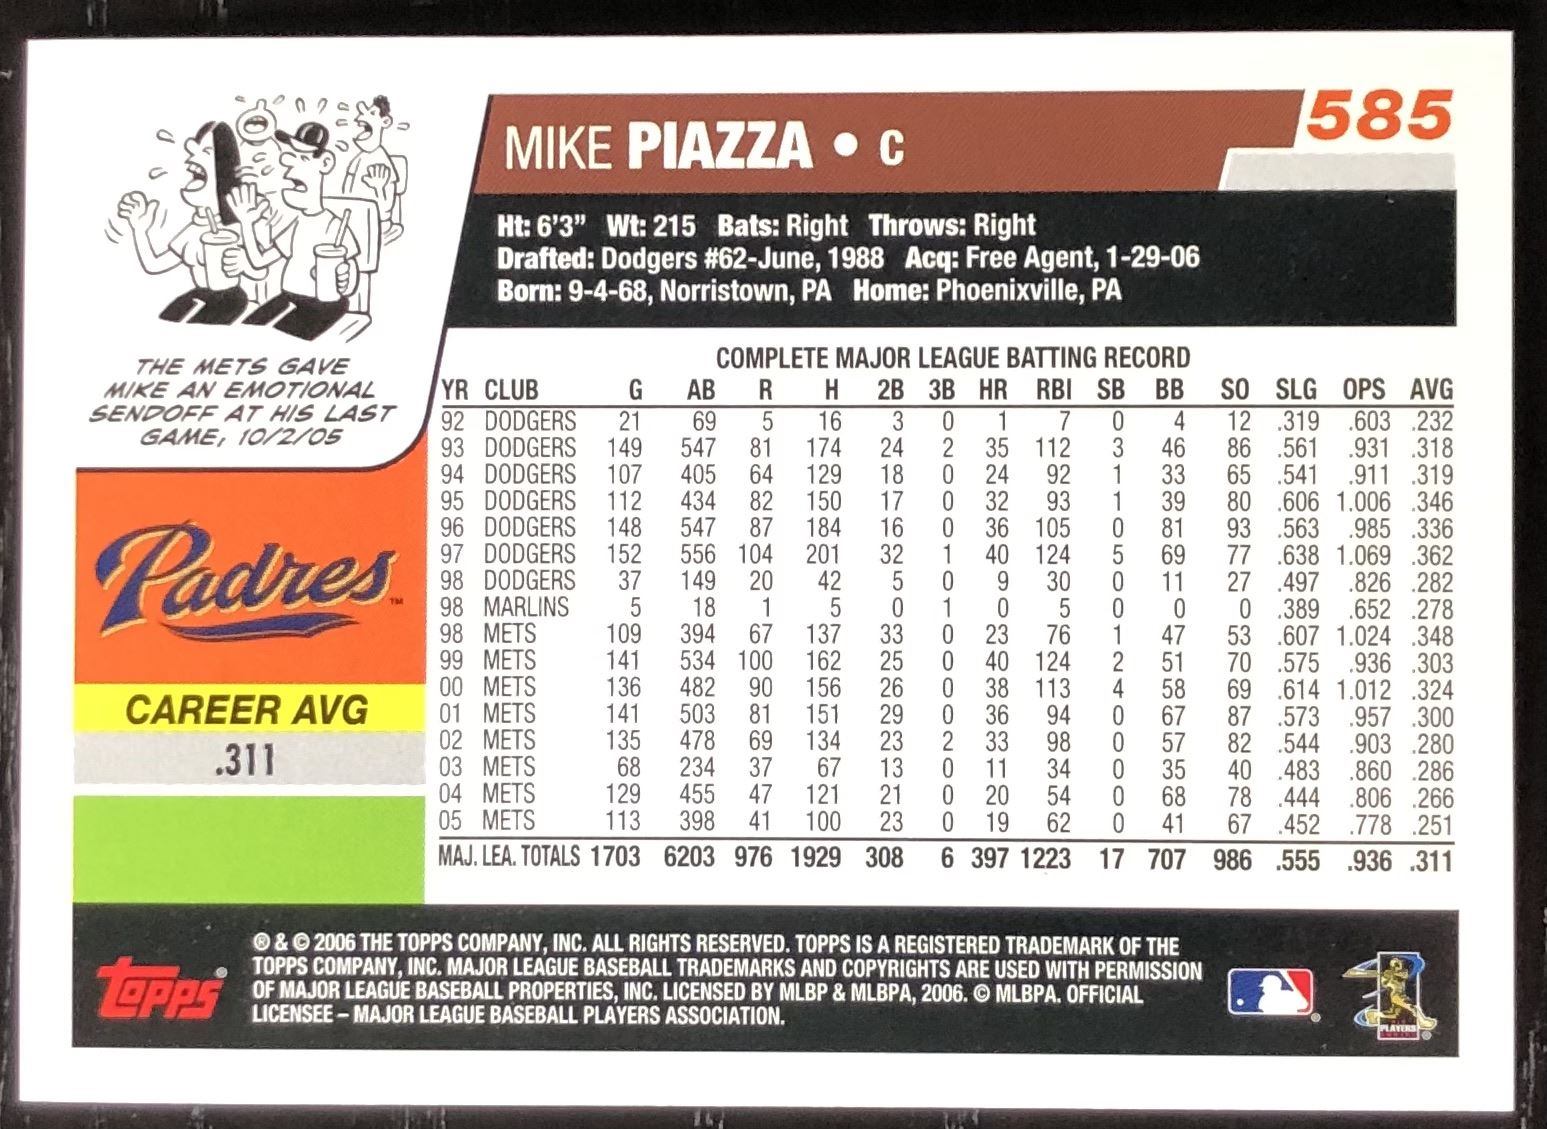 585
MIKE PIAZZA • C
Ht: 6'3" Wt: 215 Bats: Right Throws: Right
Drafted: Dodgers #62-June, 1988 Acq: Free Agent, 1-29-06
Born: 9-4-68, Norristown, PA Home: Phoenixville, PA
THE METS GAVE
MIKE AN EMOTIONAL
SENDOFF AT HIS LAST
GAME, 10/2/05
Padres™
CAREER AVG
.311
COMPLETE MAJOR LEAGUE BATTING RECORD
YR CLUB G AB R H 2B 3B HR RBI SB BB SO SLG OPS AVG
92 DODGERS 21 69 5 16 3 0 1 7 0 4 12 .319 .603 .232
93 DODGERS 149 547 81 174 24 2 35 112 3 46 86 .561 .931 .318
94 DODGERS 107 405 64 129 18 0 24 92 1 33 65 .541 .911 .319
95 DODGERS 112 434 82 150 17 0 32 93 1 39 80 .606 1.006 .346
96 DODGERS 148 547 87 184 16 0 36 105 0 81 93 .563 .985 .336
97 DODGERS 152 556 104 201 32 1 40 124 5 69 77 .638 1.069 .362
98 DODGERS 37 149 20 42 5 0 9 30 0 11 27 .497 .826 .282
98 MARLINS 5 18 1 5 0 1 0 5 0 0 0 .389 .652 .278
98 METS 109 394 67 137 33 0 23 76 1 47 53 .607 1.024 .348
99 METS 141 534 100 162 25 0 40 124 2 51 70 .575 .936 .303
00 METS 136 482 90 156 26 0 38 113 4 58 69 .614 1.012 .324
01 METS 141 503 81 151 29 0 36 94 0 67 87 .573 .957 .300
02 METS 135 478 69 134 23 2 33 98 0 57 82 .544 .903 .280
03 METS 68 234 37 67 13 0 11 34 0 35 40 .483 .860 .286
04 METS 129 455 47 121 21 0 20 54 0 68 78 .444 .806 .266
05 METS 113 398 41 100 23 0 19 62 0 41 67 .452 .778 .251
MAJ. LEA. TOTALS 1703 6203 976 1929 308 6 397 1223 17 707 986 .555 .936 .311
topps®
® & © 2006 THE TOPPS COMPANY, INC. ALL RIGHTS RESERVED. TOPPS IS A REGISTERED TRADEMARK OF THE
TOPPS COMPANY, INC. MAJOR LEAGUE BASEBALL TRADEMARKS AND COPYRIGHTS ARE USED WITH PERMISSION
OF MAJOR LEAGUE BASEBALL PROPERTIES, INC. LICENSED BY MLBP & MLBPA, 2006. © MLBPA. OFFICIAL
LICENSEE – MAJOR LEAGUE BASEBALL PLAYERS ASSOCIATION.
PLAYERS